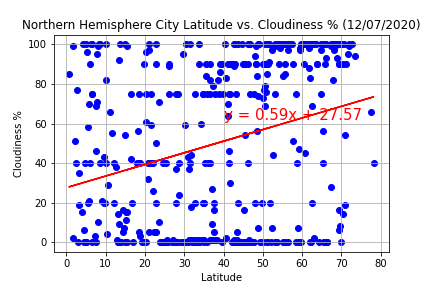 Northern Hemisphere City Latitude vs. Cloudiness % (12/07/2020)
100
80
60
40
20
0
Cloudiness %
y = 0.59x + 27.57
0 10 20 30 40 50 60 70 80
Latitude